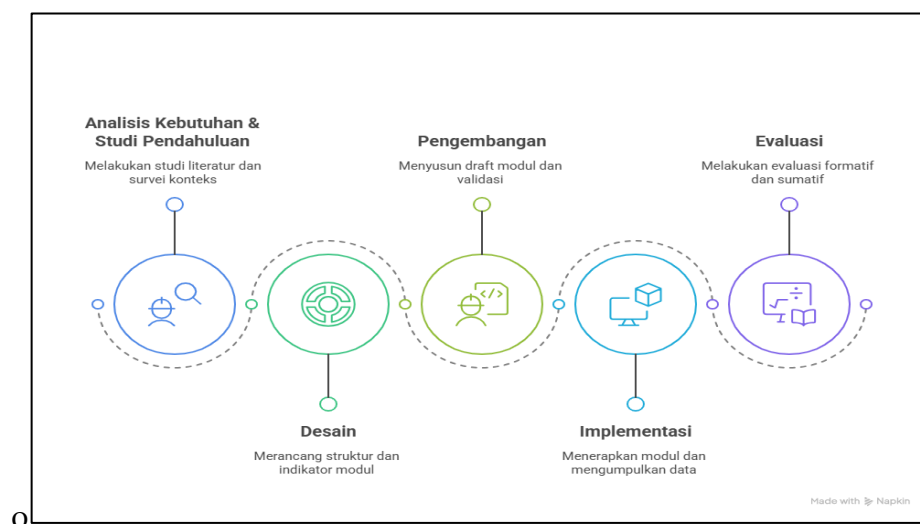 Analisis Kebutuhan &
Studi Pendahuluan
Melakukan studi literatur dan
survei konteks
Desain
Merancang struktur dan
indikator modul
Pengembangan
Menyusun draft modul dan
validasi
</>
Implementasi
Menerapkan modul dan
mengumpulkan data
Evaluasi
Melakukan evaluasi formatif
dan sumatif
Made with Napkin